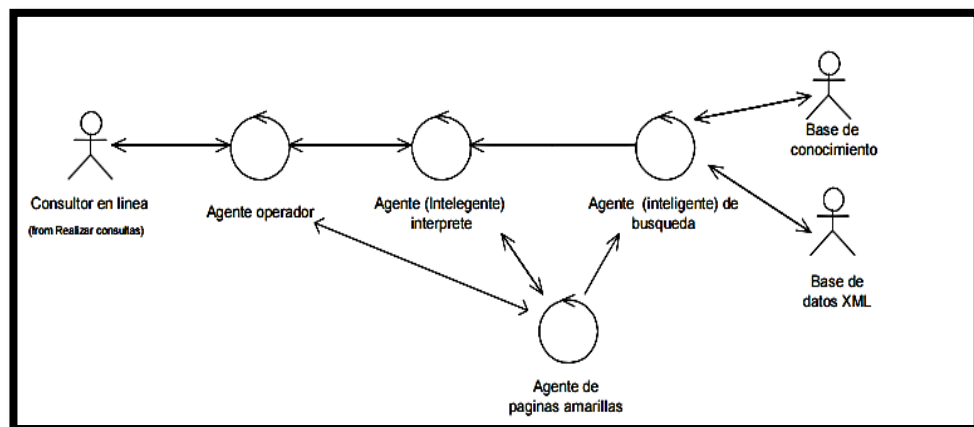 Consultor en linea
(from Realizar consultas)
Agente operador
Agente (Intelegente)
interprete
Agente (inteligente) de
busqueda
Base de
conocimiento
Base de
datos XML
Agente de
paginas amarillas